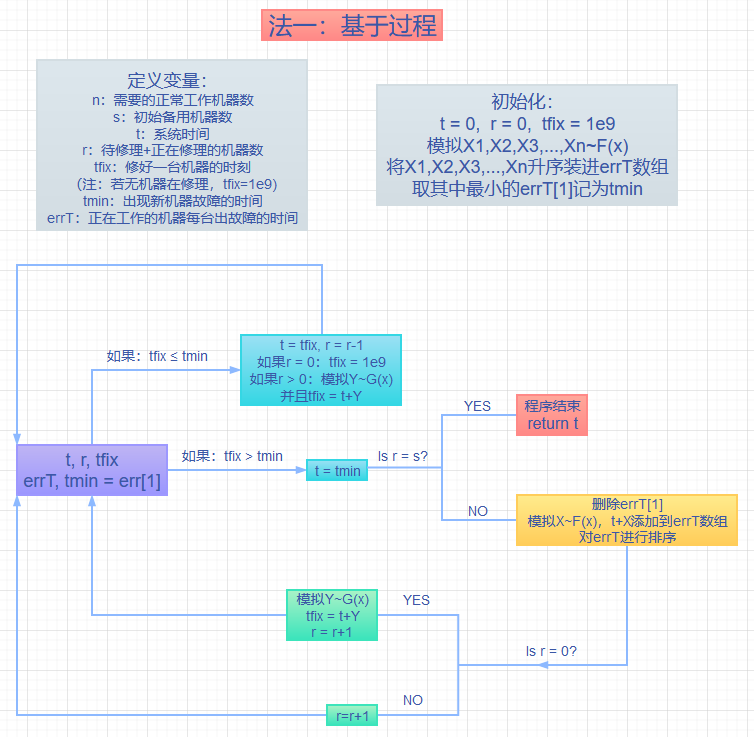 法一：基于过程
定义变量：
n：需要的正常工作机器数
s：初始备用机器数
t：系统时间
r：待修理+正在修理的机器数
tfix：修好一台机器的时刻
（注：若无机器在修理，tfix=1e9）
tmin：出现新机器故障的时间
errT：正在工作的机器每台出故障的时间
初始化：
t = 0, r = 0, tfix = 1e9
模拟X1,X2,X3,...,Xn~F(x)
将X1,X2,X3,...,Xn升序装进errT数组
取其中最小的errT[1]记为tmin
如果：tfix ≤ tmin
t = tfix, r = r-1
如果r = 0：tfix = 1e9
如果r > 0：模拟Y~G(x)
并且tfix = t+Y
t, r, tfix
errT, tmin = err[1]
如果：tfix > tmin
t = tmin
Is r = s?
YES
程序结束
return t
NO
删除errT[1]
模拟X~F(x)，t+X添加到errT数组
对errT进行排序
Is r = 0?
YES
模拟Y~G(x)
tfix = t+Y
r = r+1
NO
r=r+1